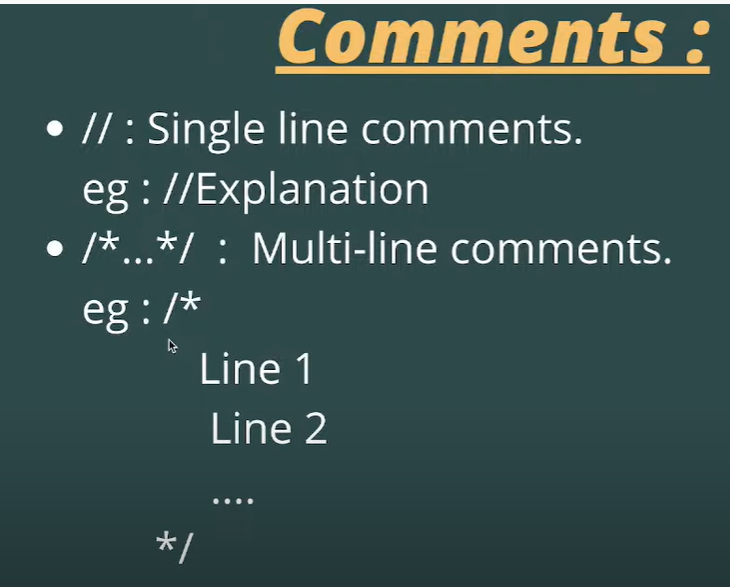 Comments :
• // : Single line comments.
eg : //Explanation
• /*...*/ : Multi-line comments.
eg : /*
Line 1
Line 2
....
*/